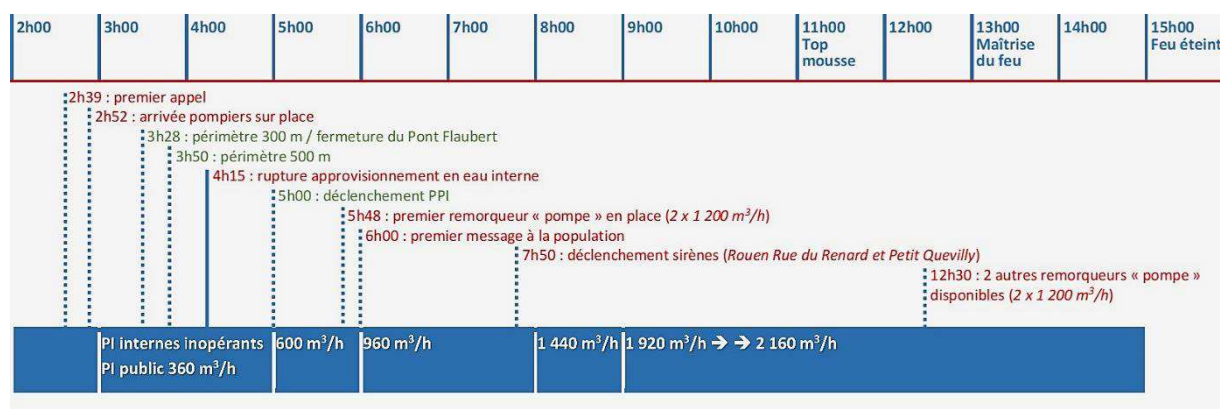 2h00 3h00 4h00 5h00 6h00 7h00 8h00 9h00 10h00 11h00 12h00 13h00 14h00 15h00
Top Maîtrise Feu éteint
mousse du feu
2h39 : premier appel
2h52 : arrivée pompiers sur place
3h28 : périmètre 300 m / fermeture du Pont Flaubert
3h50 : périmètre 500 m
4h15 : rupture approvisionnement en eau interne
5h00 : déclenchement PPI
5h48 : premier remorqueur « pompe » en place (2 x 1 200 m³/h)
6h00 : premier message à la population
7h50 : déclenchement sirènes (Rouen Rue du Renard et Petit Quevilly)
12h30 : 2 autres remorqueurs « pompe »
disponibles (2 x 1 200 m³/h)
PI internes inopérants 600 m³/h 960 m³/h 1 440 m³/h 1 920 m³/h → → 2 160 m³/h
PI public 360 m³/h